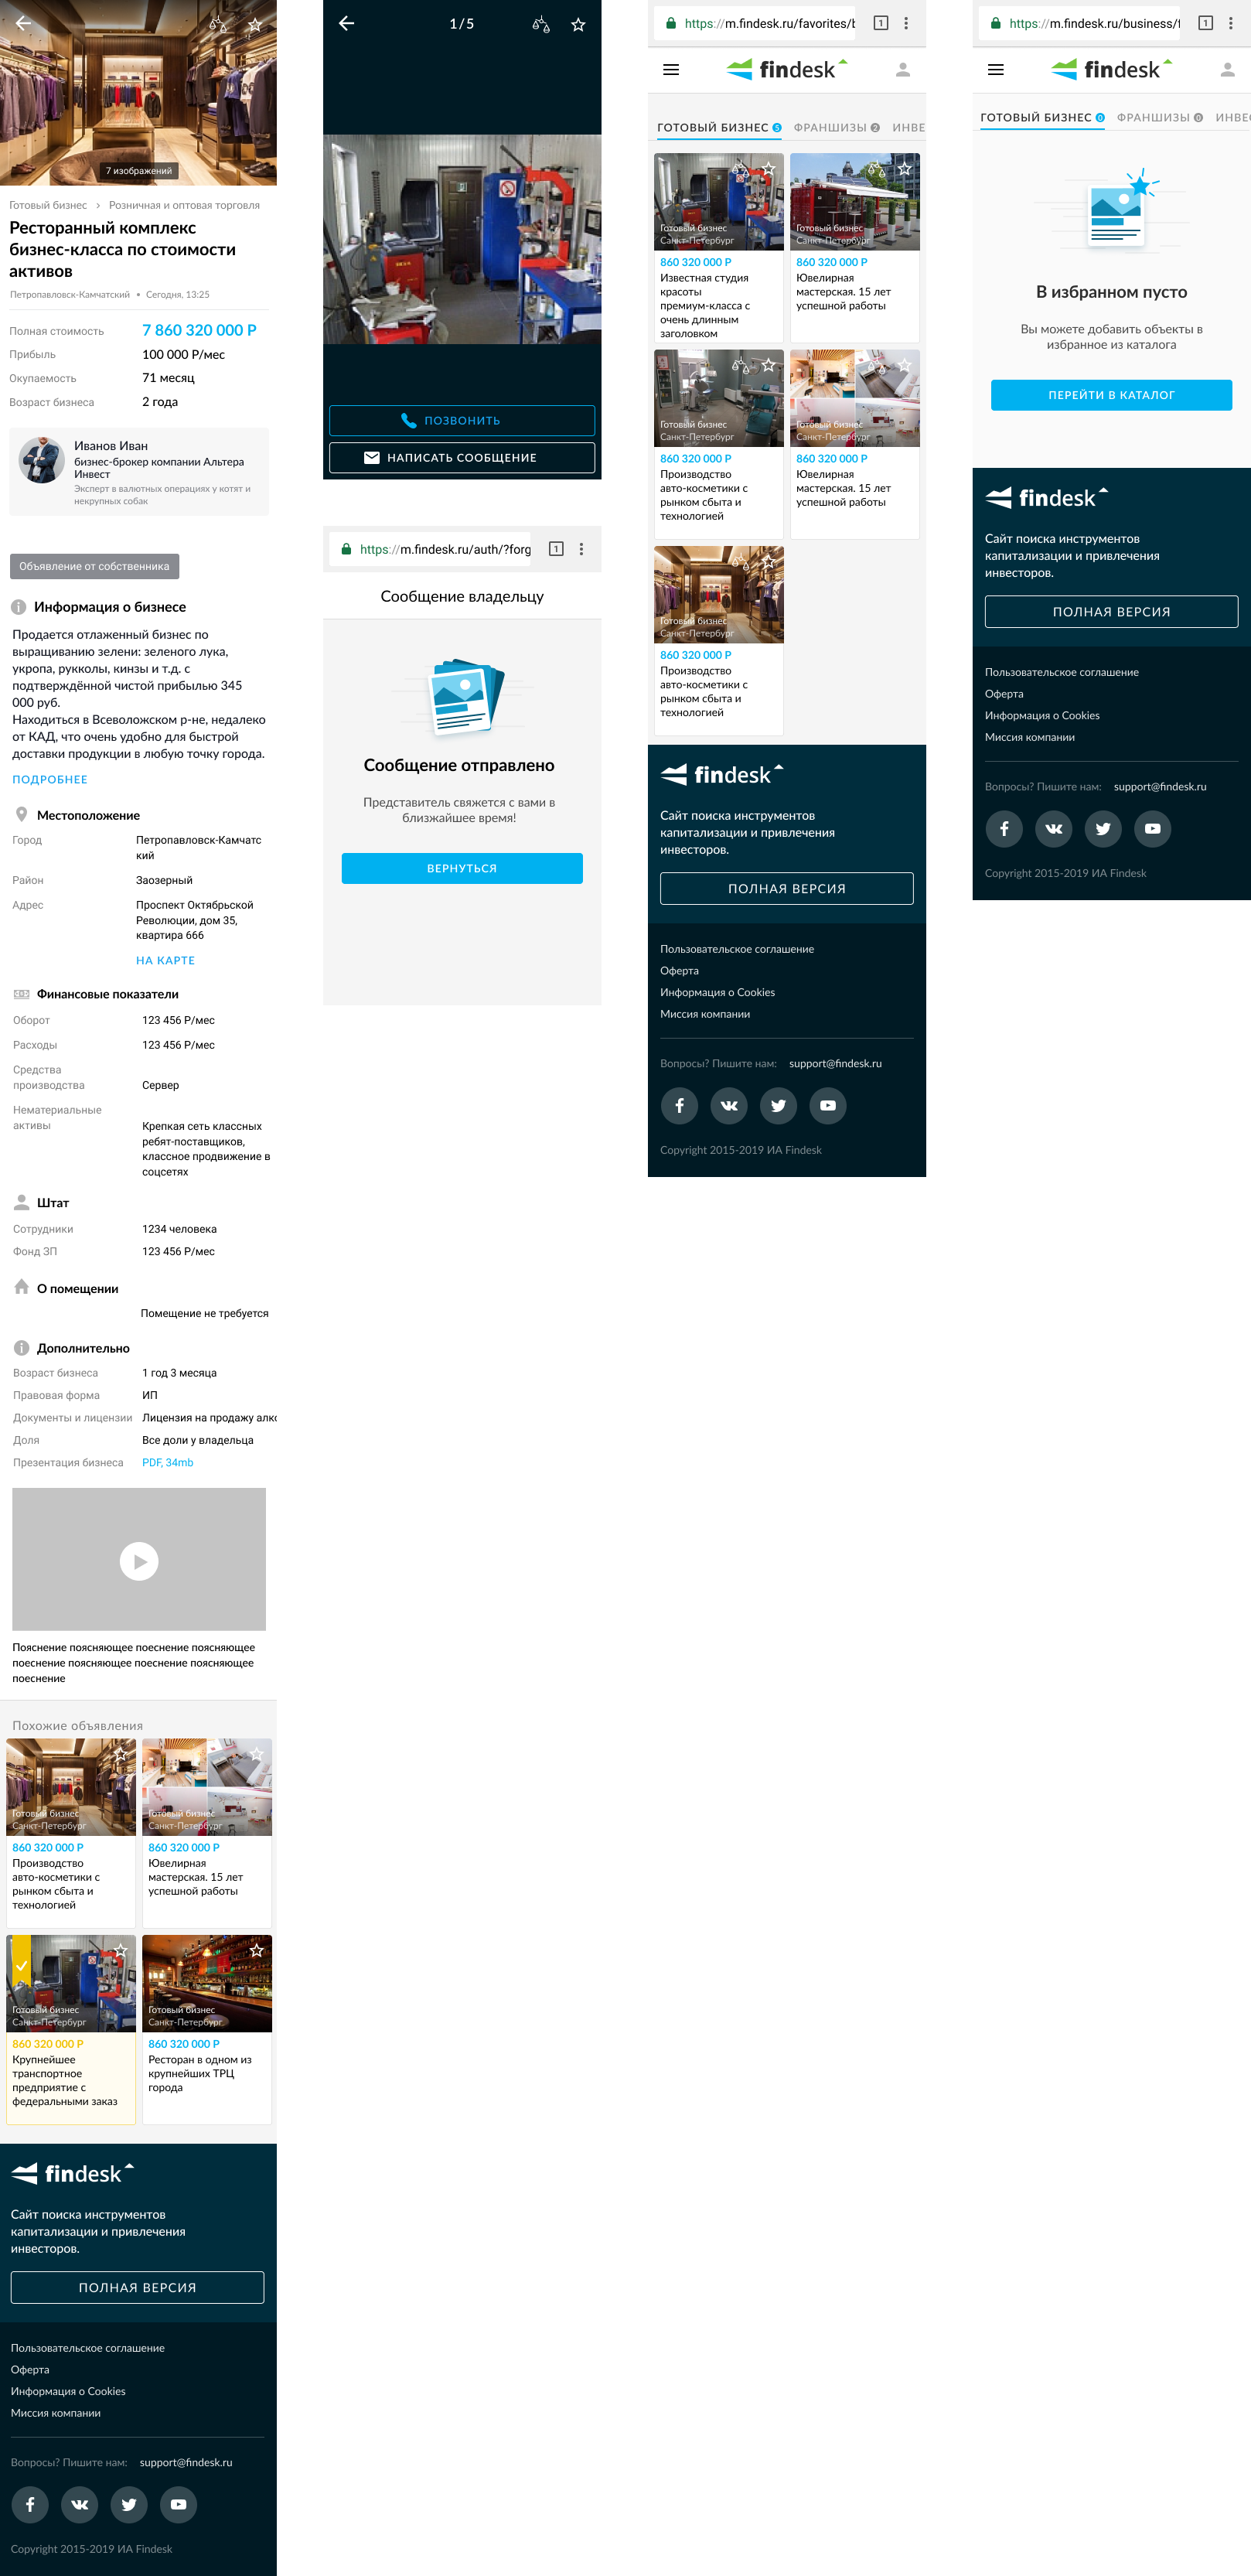 7 изображений
Готовый бизнес › Розничная и оптовая торговля
Ресторанный комплекс
бизнес-класса по стоимости
активов
Петропавловск-Камчатский • Сегодня, 13:25
Полная стоимость 7 860 320 000 Р
Прибыль 100 000 Р/мес
Окупаемость 71 месяц
Возраст бизнеса 2 года
Иванов Иван
бизнес-брокер компании Альтера
Инвест
Эксперт в валютных операциях у котят и
некрупных собак
Объявление от собственника
Информация о бизнесе
Продается отлаженный бизнес по
выращиванию зелени: зеленого лука,
укропа, рукколы, кинзы и т.д. с
подтверждённой чистой прибылью 345
000 руб.
Находиться в Всеволожском р-не, недалеко
от КАД, что очень удобно для быстрой
доставки продукции в любую точку города.
ПОДРОБНЕЕ
Местоположение
Город Петропавловск-Камчатс
кий
Район Заозерный
Адрес Проспект Октябрьской
Революции, дом 35,
квартира 666
НА КАРТЕ
Финансовые показатели
Оборот 123 456 Р/мес
Расходы 123 456 Р/мес
Средства
производства Сервер
Нематериальные
активы Крепкая сеть классных
ребят-поставщиков,
классное продвижение в
соцсетях
Штат
Сотрудники 1234 человека
Фонд ЗП 123 456 Р/мес
О помещении
Помещение не требуется
Дополнительно
Возраст бизнеса 1 год 3 месяца
Правовая форма ИП
Документы и лицензии Лицензия на продажу алко
Доля Все доли у владельца
Презентация бизнеса PDF, 34mb
Пояснение поясняющее поеснение поясняющее
поеснение поясняющее поеснение поясняющее
поеснение
Похожие объявления
Готовый бизнес
Санкт-Петербург
860 320 000 Р
Производство
авто-косметики с
рынком сбыта и
технологией
Готовый бизнес
Санкт-Петербург
860 320 000 Р
Ювелирная
мастерская. 15 лет
успешной работы
Готовый бизнес
Санкт-Петербург
860 320 000 Р
Крупнейшее
транспортное
предприятие с
федеральными заказ
Готовый бизнес
Санкт-Петербург
860 320 000 Р
Ресторан в одном из
крупнейших ТРЦ
города
findesk
Сайт поиска инструментов
капитализации и привлечения
инвесторов.
ПОЛНАЯ ВЕРСИЯ
Пользовательское соглашение
Оферта
Информация о Cookies
Миссия компании
Вопросы? Пишите нам: support@findesk.ru
Copyright 2015-2019 ИА Findesk
1/5
ПОЗВОНИТЬ
НАПИСАТЬ СООБЩЕНИЕ
https://m.findesk.ru/auth/?forg 1
Сообщение владельцу
Сообщение отправлено
Представитель свяжется с вами в
близжайшее время!
ВЕРНУТЬСЯ
https://m.findesk.ru/favorites/b 1
findesk
ГОТОВЫЙ БИЗНЕС 5 ФРАНШИЗЫ 2 ИНВЕ
Готовый бизнес
Санкт-Петербург
860 320 000 Р
Известная студия
красоты
премиум-класса с
очень длинным
заголовком
Готовый бизнес
Санкт-Петербург
860 320 000 Р
Ювелирная
мастерская. 15 лет
успешной работы
Готовый бизнес
Санкт-Петербург
860 320 000 Р
Производство
авто-косметики с
рынком сбыта и
технологией
Готовый бизнес
Санкт-Петербург
860 320 000 Р
Ювелирная
мастерская. 15 лет
успешной работы
Готовый бизнес
Санкт-Петербург
860 320 000 Р
Производство
авто-косметики с
рынком сбыта и
технологией
findesk
Сайт поиска инструментов
капитализации и привлечения
инвесторов.
ПОЛНАЯ ВЕРСИЯ
Пользовательское соглашение
Оферта
Информация о Cookies
Миссия компании
Вопросы? Пишите нам: support@findesk.ru
Copyright 2015-2019 ИА Findesk
https://m.findesk.ru/business/f 1
findesk
ГОТОВЫЙ БИЗНЕС 0 ФРАНШИЗЫ 0 ИНВЕС
В избранном пусто
Вы можете добавить объекты в
избранное из каталога
ПЕРЕЙТИ В КАТАЛОГ
findesk
Сайт поиска инструментов
капитализации и привлечения
инвесторов.
ПОЛНАЯ ВЕРСИЯ
Пользовательское соглашение
Оферта
Информация о Cookies
Миссия компании
Вопросы? Пишите нам: support@findesk.ru
Copyright 2015-2019 ИА Findesk